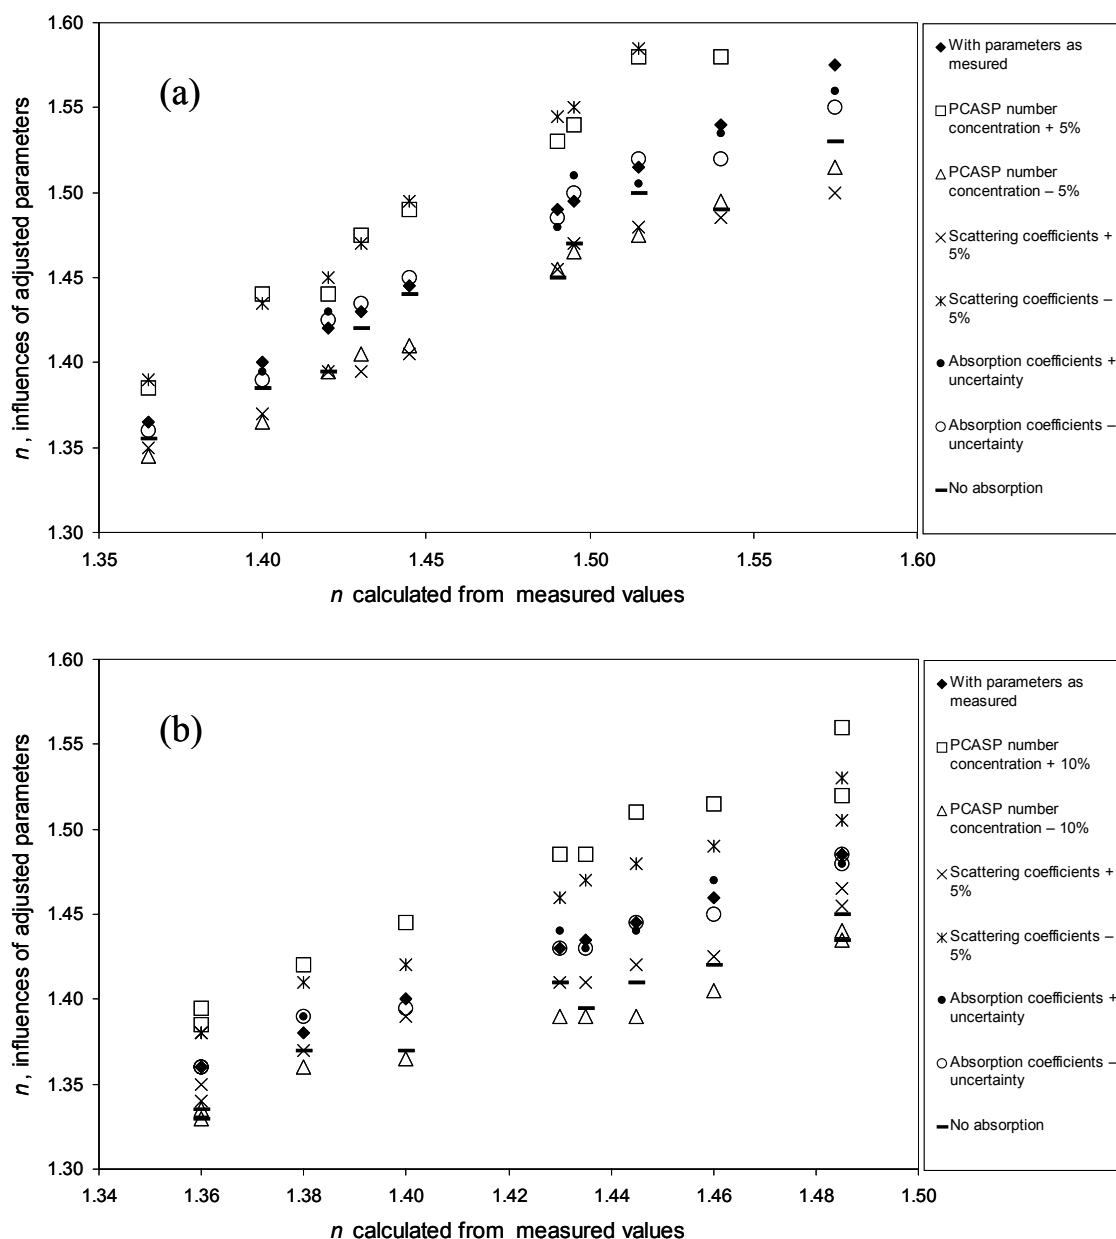 1.60
1.55
1.50
1.45
1.40
1.35
1.30
n , influences of adjusted parameters
(a)
1.35 1.40 1.45 1.50 1.55 1.60
n calculated from measured values
With parameters as
mesured
PCASP number
concentration + 5%
PCASP number
concentration – 5%
Scattering coefficients +
5%
Scattering coefficients –
5%
Absorption coefficients +
uncertainty
Absorption coefficients –
uncertainty
No absorption
1.60
1.55
1.50
1.45
1.40
1.35
1.30
n, influences of adjusted parameters
(b)
1.34 1.36 1.38 1.40 1.42 1.44 1.46 1.48 1.50
n calculated from measured values
With parameters as
measured
PCASP number
concentration + 10%
PCASP number
concentration – 10%
Scattering coefficients +
5%
Scattering coefficients –
5%
Absorption coefficients +
uncertainty
Absorption coefficients –
uncertainty
No absorption